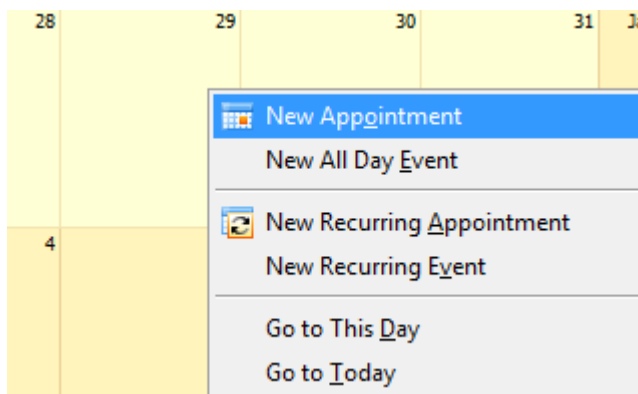 28 29 30 31
New Appointment
New All Day Event
New Recurring Appointment
4
New Recurring Event
Go to This Day
Go to Today